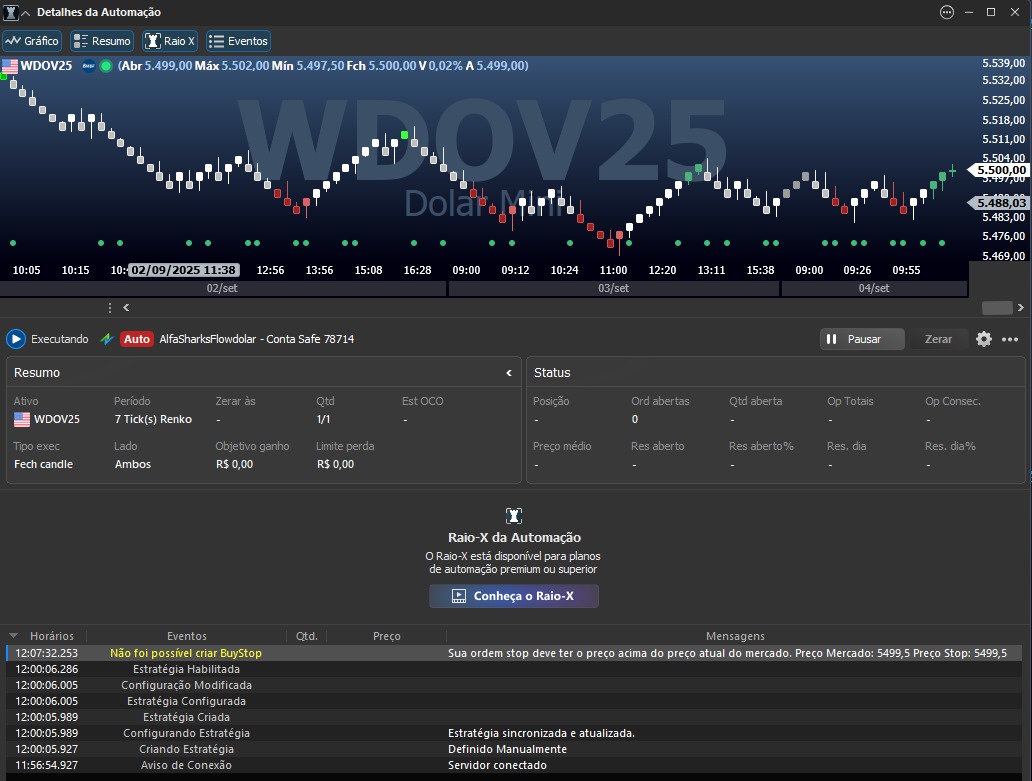 Detalhes da Automação
Gráfico Resumo Raio X Eventos
WDOV25 (Abr 5.499,00 Máx 5.502,00 Mín 5.497,50 Fch 5.500,00 V 0,02% A 5.499,00)
WDOV25
Dolar Mini
5.539,00
5.532,00
5.525,00
5.518,00
5.511,00
5.504,00
5.500,00
5.497,00
5.488,03
5.483,00
5.476,00
5.469,00
10:05 10:15 02/09/2025 11:38 12:56 13:56 15:08 16:28 09:00 09:12 10:24 11:00 12:20 13:11 15:38 09:00 09:26 09:55
02/set 03/set 04/set
Executando Auto AlfaSharksFlowdolar - Conta Safe 78714 Pausar Zerar
Resumo
Ativo Período Zerar às Qtd Est OCO
WDOV25 7 Tick(s) Renko - 1/1 -
Tipo exec Lado Objetivo ganho Limite perda
Fech candle Ambos R$ 0,00 R$ 0,00
Status
Posição Ord abertas Qtd aberta Op Totais Op Consec.
- 0 - - -
Preço médio Res aberto Res aberto% Res. dia Res. dia%
- - - - -
Raio-X da Automação
O Raio-X está disponível para planos
de automação premium ou superior
Conheça o Raio-X
Horários Eventos Qtd. Preço Mensagens
12:07:32.253 Não foi possível criar BuyStop Sua ordem stop deve ter o preço acima do preço atual do mercado. Preço Mercado: 5499,5 Preço Stop: 5499,5
12:00:06.286 Estratégia Habilitada
12:00:06.005 Configuração Modificada
12:00:06.005 Estratégia Configurada
12:00:05.989 Estratégia Criada
12:00:05.989 Configurando Estratégia Estratégia sincronizada e atualizada.
12:00:05.927 Criando Estratégia Definido Manualmente
11:56:54.927 Aviso de Conexão Servidor conectado